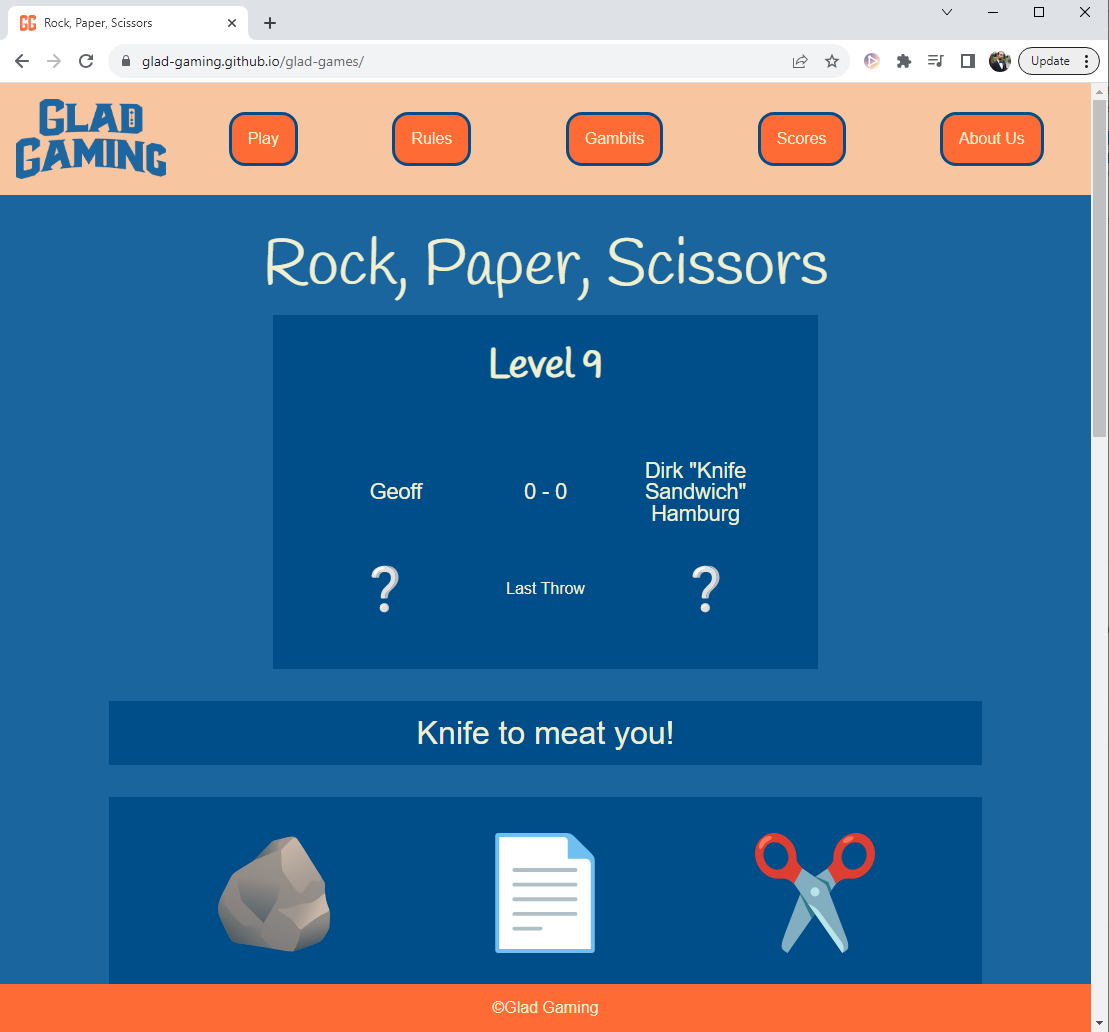 Rock, Paper, Scissors
glad-gaming.github.io/glad-games/
Update
GLAD
GAMING
Play
Rules
Gambits
Scores
About Us
Rock, Paper, Scissors
Level 9
Geoff
0 - 0
Dirk "Knife
Sandwich"
Hamburg
Last Throw
Knife to meat you!
©Glad Gaming